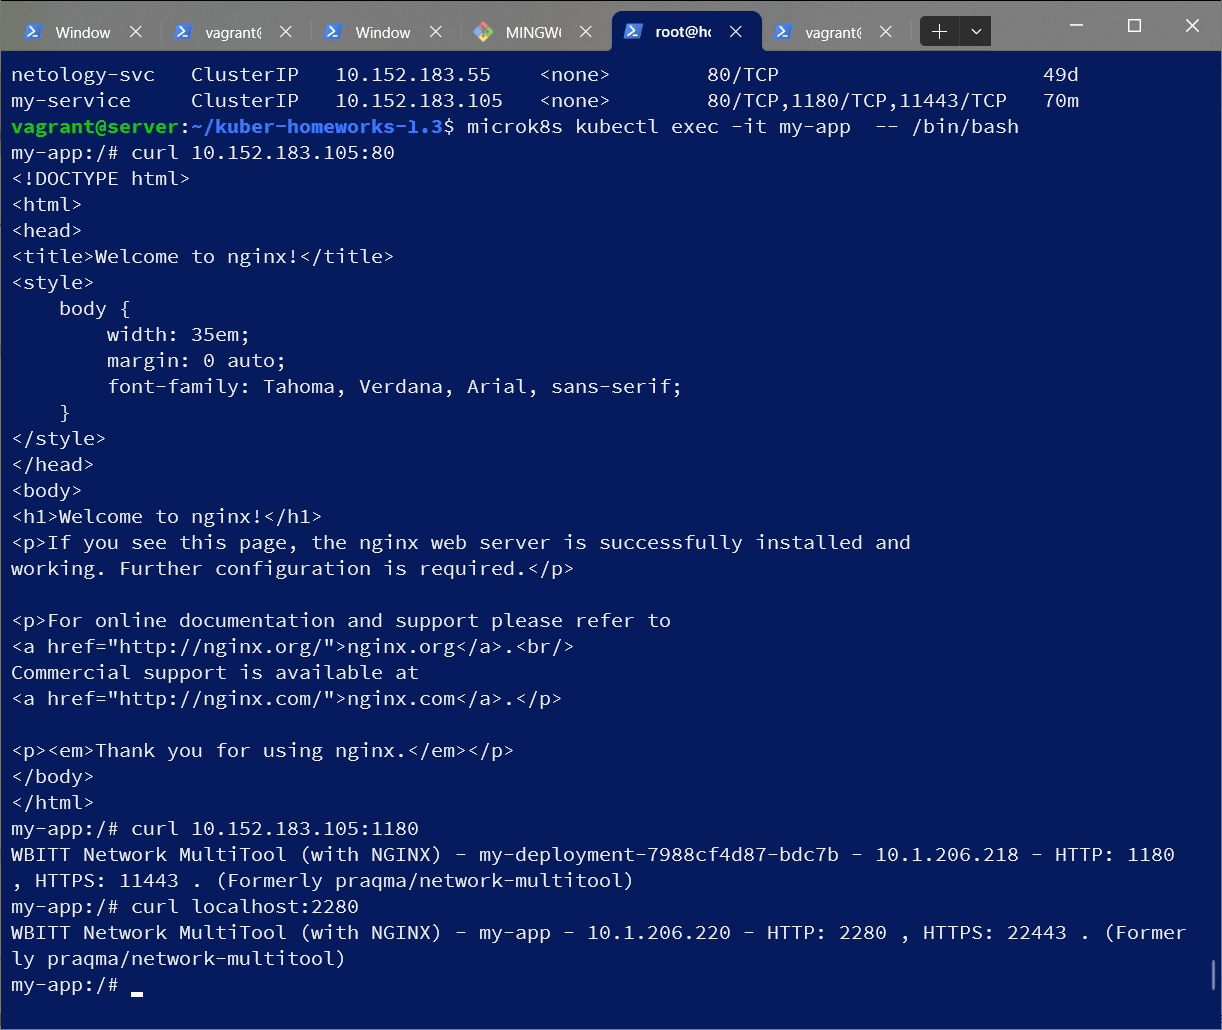 Window vagrant@ Window MINGW root@ho vagrant@
netology-svc   ClusterIP   10.152.183.55    <none>        80/TCP                      49d
my-service     ClusterIP   10.152.183.105   <none>        80/TCP,1180/TCP,11443/TCP   70m
vagrant@server:~/kuber-homeworks-1.3$ microk8s kubectl exec -it my-app  -- /bin/bash
my-app:/# curl 10.152.183.105:80
<!DOCTYPE html>
<html>
<head>
<title>Welcome to nginx!</title>
<style>
    body {
        width: 35em;
        margin: 0 auto;
        font-family: Tahoma, Verdana, Arial, sans-serif;
    }
</style>
</head>
<body>
<h1>Welcome to nginx!</h1>
<p>If you see this page, the nginx web server is successfully installed and
working. Further configuration is required.</p>

<p>For online documentation and support please refer to
<a href="http://nginx.org/">nginx.org</a>.<br/>
Commercial support is available at
<a href="http://nginx.com/">nginx.com</a>.</p>

<p><em>Thank you for using nginx.</em></p>
</body>
</html>
my-app:/# curl 10.152.183.105:1180
WBITT Network MultiTool (with NGINX) - my-deployment-7988cf4d87-bdc7b - 10.1.206.218 - HTTP: 1180
, HTTPS: 11443 . (Formerly praqma/network-multitool)
my-app:/# curl localhost:2280
WBITT Network MultiTool (with NGINX) - my-app - 10.1.206.220 - HTTP: 2280 , HTTPS: 22443 . (Former
ly praqma/network-multitool)
my-app:/#